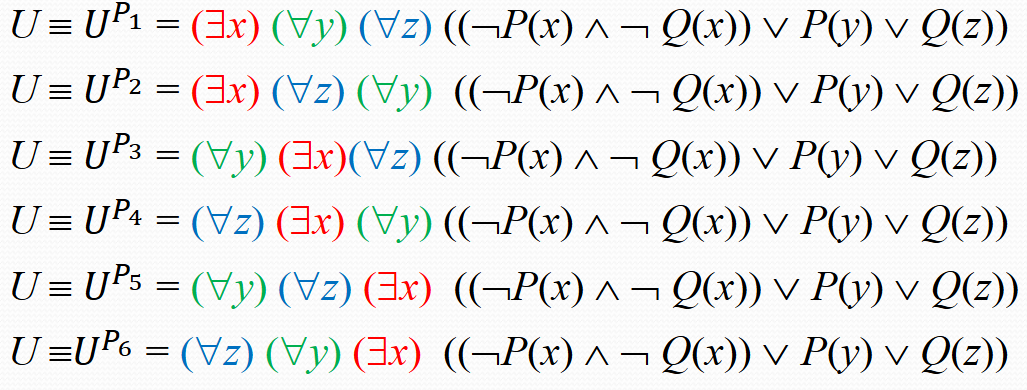 U ≡ U^P₁ = (∃x) (∀y) (∀z) ((¬P(x) ∧ ¬ Q(x)) ∨ P(y) ∨ Q(z))
U ≡ U^P₂ = (∃x) (∀z) (∀y) ((¬P(x) ∧ ¬ Q(x)) ∨ P(y) ∨ Q(z))
U ≡ U^P₃ = (∀y) (∃x)(∀z) ((¬P(x) ∧ ¬ Q(x)) ∨ P(y) ∨ Q(z))
U ≡ U^P₄ = (∀z) (∃x) (∀y) ((¬P(x) ∧ ¬ Q(x)) ∨ P(y) ∨ Q(z))
U ≡ U^P₅ = (∀y) (∀z) (∃x) ((¬P(x) ∧ ¬ Q(x)) ∨ P(y) ∨ Q(z))
U ≡U^P₆ = (∀z) (∀y) (∃x) ((¬P(x) ∧ ¬ Q(x)) ∨ P(y) ∨ Q(z))